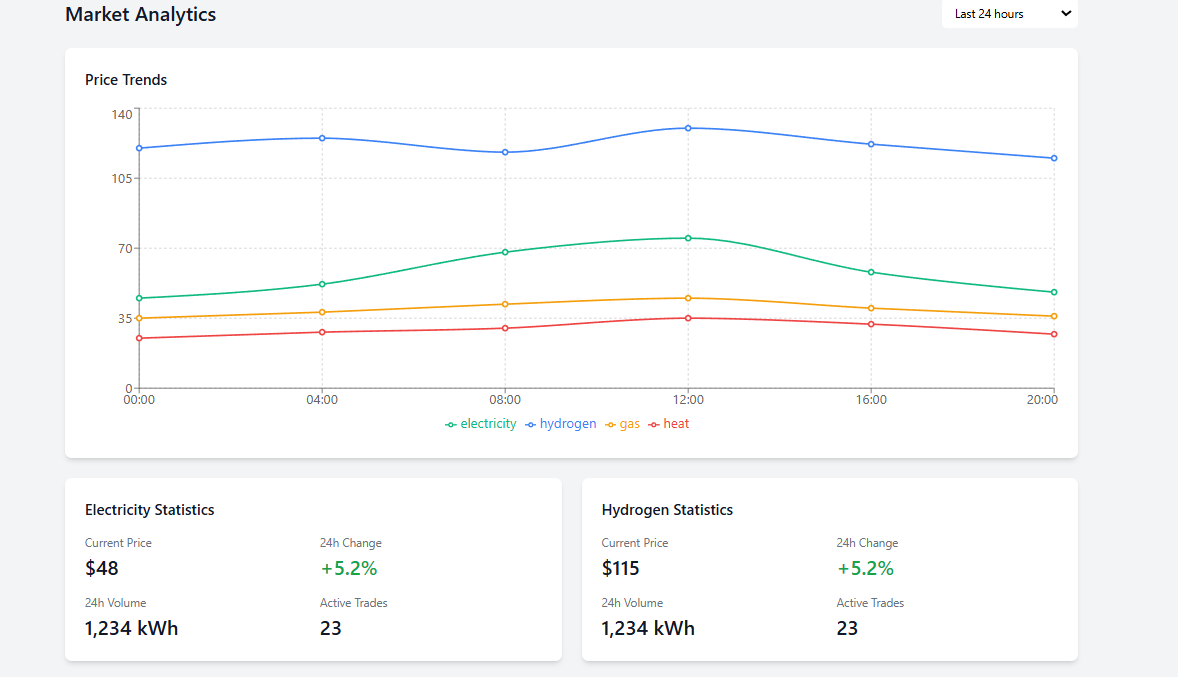 Market Analytics
Last 24 hours
Price Trends
140
105
70
35
0
00:00 04:00 08:00 12:00 16:00 20:00
electricity hydrogen gas heat
Electricity Statistics
Current Price 24h Change
$48 +5.2%
24h Volume Active Trades
1,234 kWh 23
Hydrogen Statistics
Current Price 24h Change
$115 +5.2%
24h Volume Active Trades
1,234 kWh 23